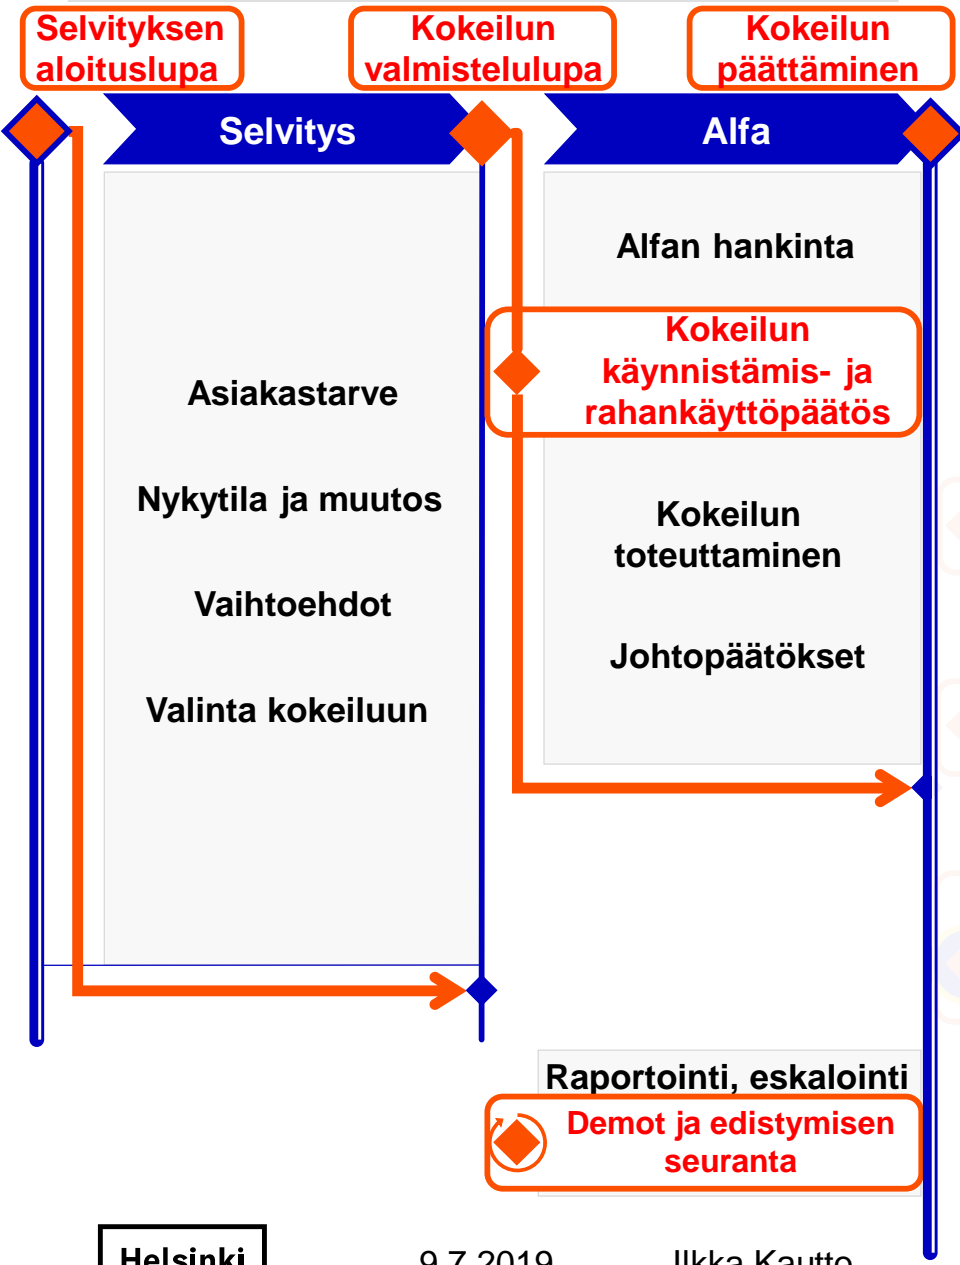 Selvityksen
aloituslupa
Kokeilun
valmistelulupa
Kokeilun
päättäminen
Selvitys
Alfa
Alfan hankinta
Kokeilun
käynnistämis- ja
rahankäyttöpäätös
Asiakastarve
Nykytila ja muutos
Vaihtoehdot
Valinta kokeiluun
Kokeilun
toteuttaminen
Johtopäätökset
Raportointi, eskalointi
Demot ja edistymisen
seuranta
Helsinki
9.7.2019
Ilkka Kautto